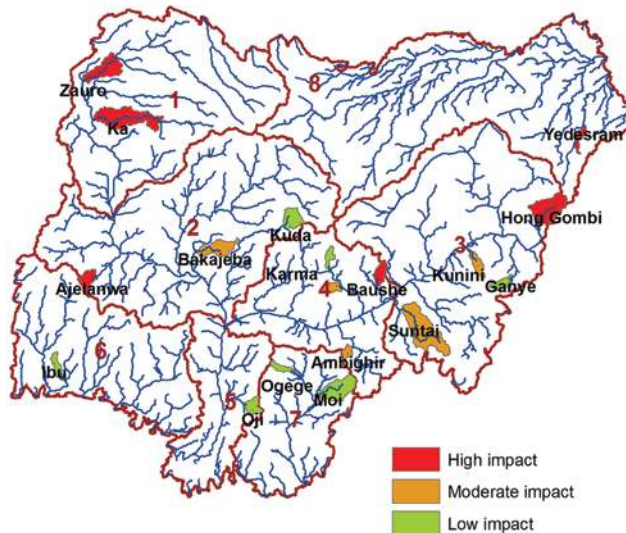 8
Zauro
1
Yedesram
Ka
Hong Gombi
2
Kuda
3
Bakajeba
Karma
Kunini
Ganye
Ajelanwa
4
Baushe
Suntai
6
Ambighir
Ibu
Ogege
Moi
5
Oji
7
High impact
Moderate impact
Low impact